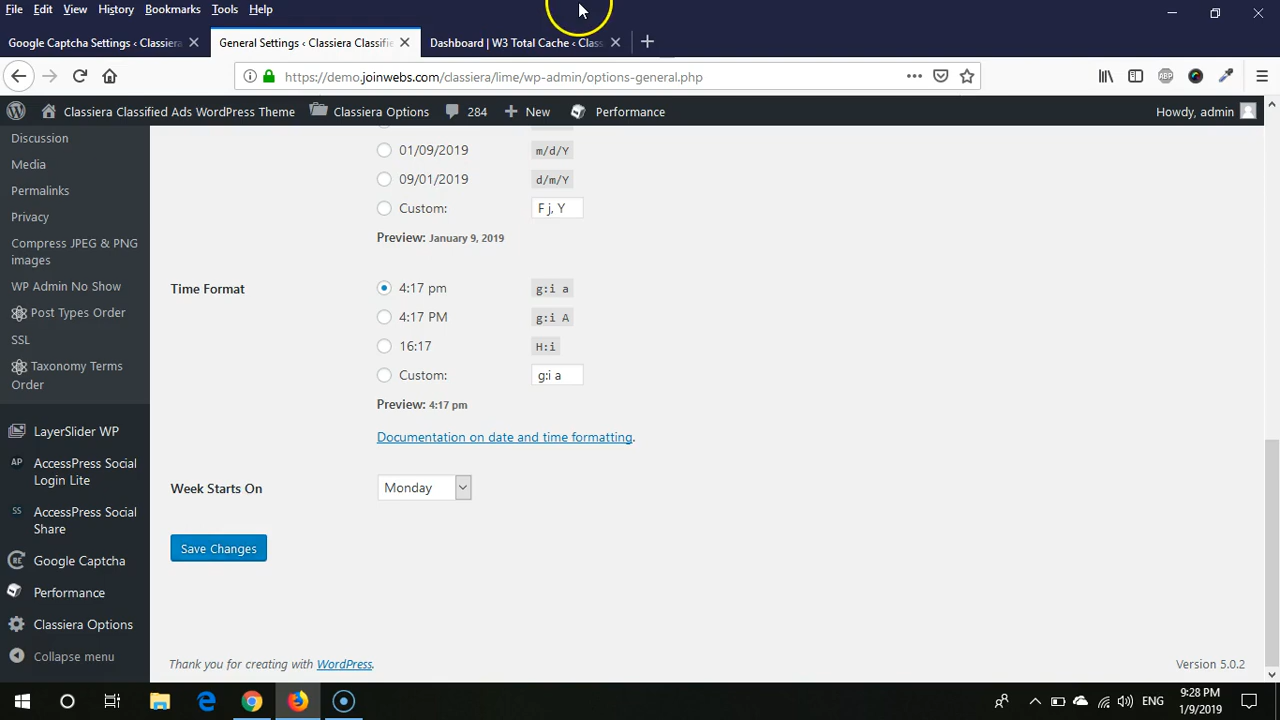 File Edit View History Bookmarks Tools Help
Google Captcha Settings ‹ Classiera
General Settings ‹ Classiera Classifie
Dashboard | W3 Total Cache ‹ Class
https://demo.joinwebs.com/classiera/lime/wp-admin/options-general.php
ABP
Classiera Classified Ads WordPress Theme Classiera Options 284 New Performance Howdy, admin
Discussion
Media
Permalinks
Privacy
Compress JPEG & PNG
images
WP Admin No Show
Post Types Order
SSL
Taxonomy Terms
Order
LayerSlider WP
AP AccessPress Social
Login Lite
SS AccessPress Social
Share
Google Captcha
Performance
Classiera Options
Collapse menu
01/09/2019 m/d/Y
09/01/2019 d/m/Y
Custom: F j, Y
Preview: January 9, 2019
Time Format
4:17 pm g:i a
4:17 PM g:i A
16:17 H:i
Custom: g:i a
Preview: 4:17 pm
Documentation on date and time formatting.
Week Starts On Monday
Save Changes
Thank you for creating with WordPress. Version 5.0.2
ENG
9:28 PM
1/9/2019